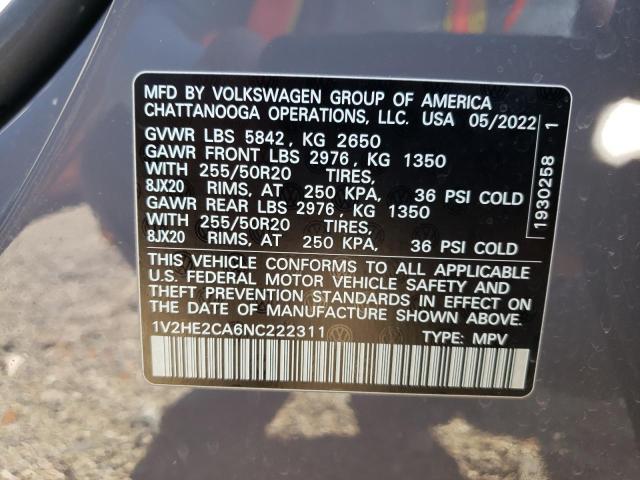 MFD BY VOLKSWAGEN GROUP OF AMERICA
CHATTANOOGA OPERATIONS, LLC. USA 05/2022
GVWR LBS 5842, KG 2650
GAWR FRONT LBS 2976, KG 1350
WITH 255/50R20 TIRES,
8JX20 RIMS, AT 250 KPA, 36 PSI COLD
GAWR REAR LBS 2976, KG 1350
WITH 255/50R20 TIRES,
8JX20 RIMS, AT 250 KPA, 36 PSI COLD
THIS VEHICLE CONFORMS TO ALL APPLICABLE
U.S. FEDERAL MOTOR VEHICLE SAFETY AND
THEFT PREVENTION STANDARDS IN EFFECT ON
THE DATE OF MANUFACTURE SHOWN ABOVE.
1V2HE2CA6NC222311 TYPE: MPV
1930258 1